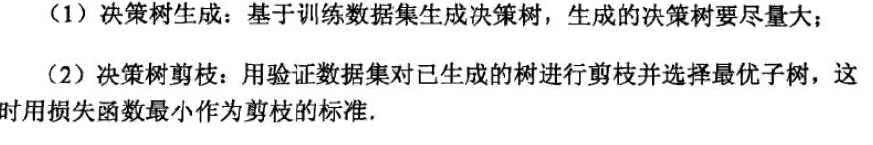 （1）决策树生成：基于训练数据集生成决策树，生成的决策树要尽量大；
（2）决策树剪枝：用验证数据集对已生成的树进行剪枝并选择最优子树，这
时用损失函数最小作为剪枝的标准．